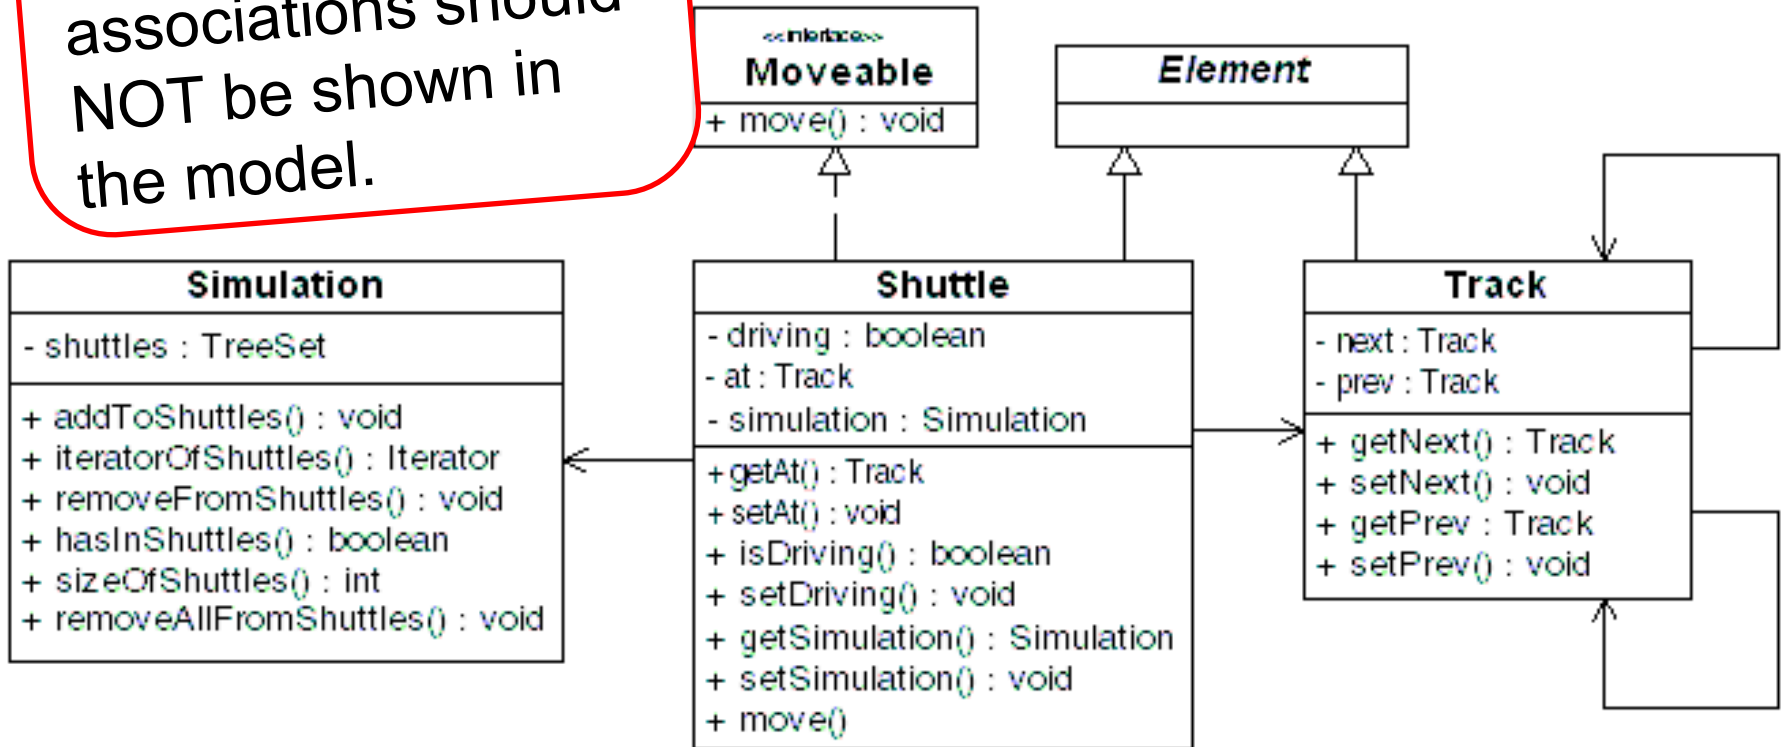 associations should
NOT be shown in
the model.
<<interface>>
Moveable
+ move() : void
Element
Simulation
- shuttles : TreeSet
+ addToShuttles() : void
+ iteratorOfShuttles() : Iterator
+ removeFromShuttles() : void
+ hasInShuttles() : boolean
+ sizeOfShuttles() : int
+ removeAllFromShuttles() : void
Shuttle
- driving : boolean
- at : Track
- simulation : Simulation
+ getAt() : Track
+ setAt() : void
+ isDriving() : boolean
+ setDriving() : void
+ getSimulation() : Simulation
+ setSimulation() : void
+ move()
Track
- next : Track
- prev : Track
+ getNext() : Track
+ setNext() : void
+ getPrev : Track
+ setPrev() : void